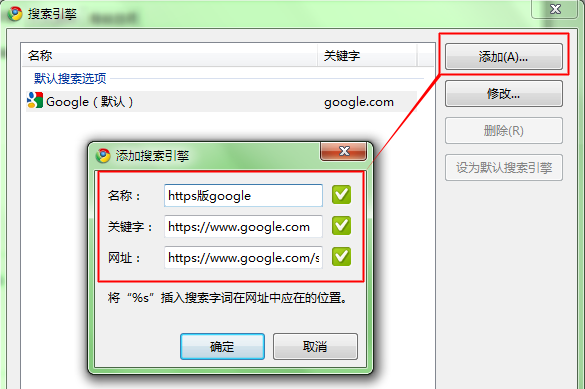 搜索引擎
名称
关键字
添加(A)...
默认搜索选项
Google（默认）
google.com
修改...
删除(R)
设为默认搜索引擎
添加搜索引擎
名称：
https版google
关键字：
https://www.google.com
网址：
https://www.google.com/s
将“%s”插入搜索字词在网址中应在的位置。
确定
取消